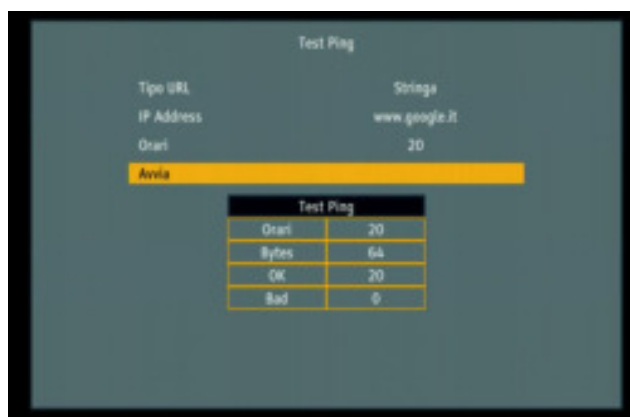 Test Ping
Tipo URL Stringa
IP Address www.google.it
Orari 20
Avvia
Test Ping
Orari 20
Bytes 64
OK 20
Bad 0